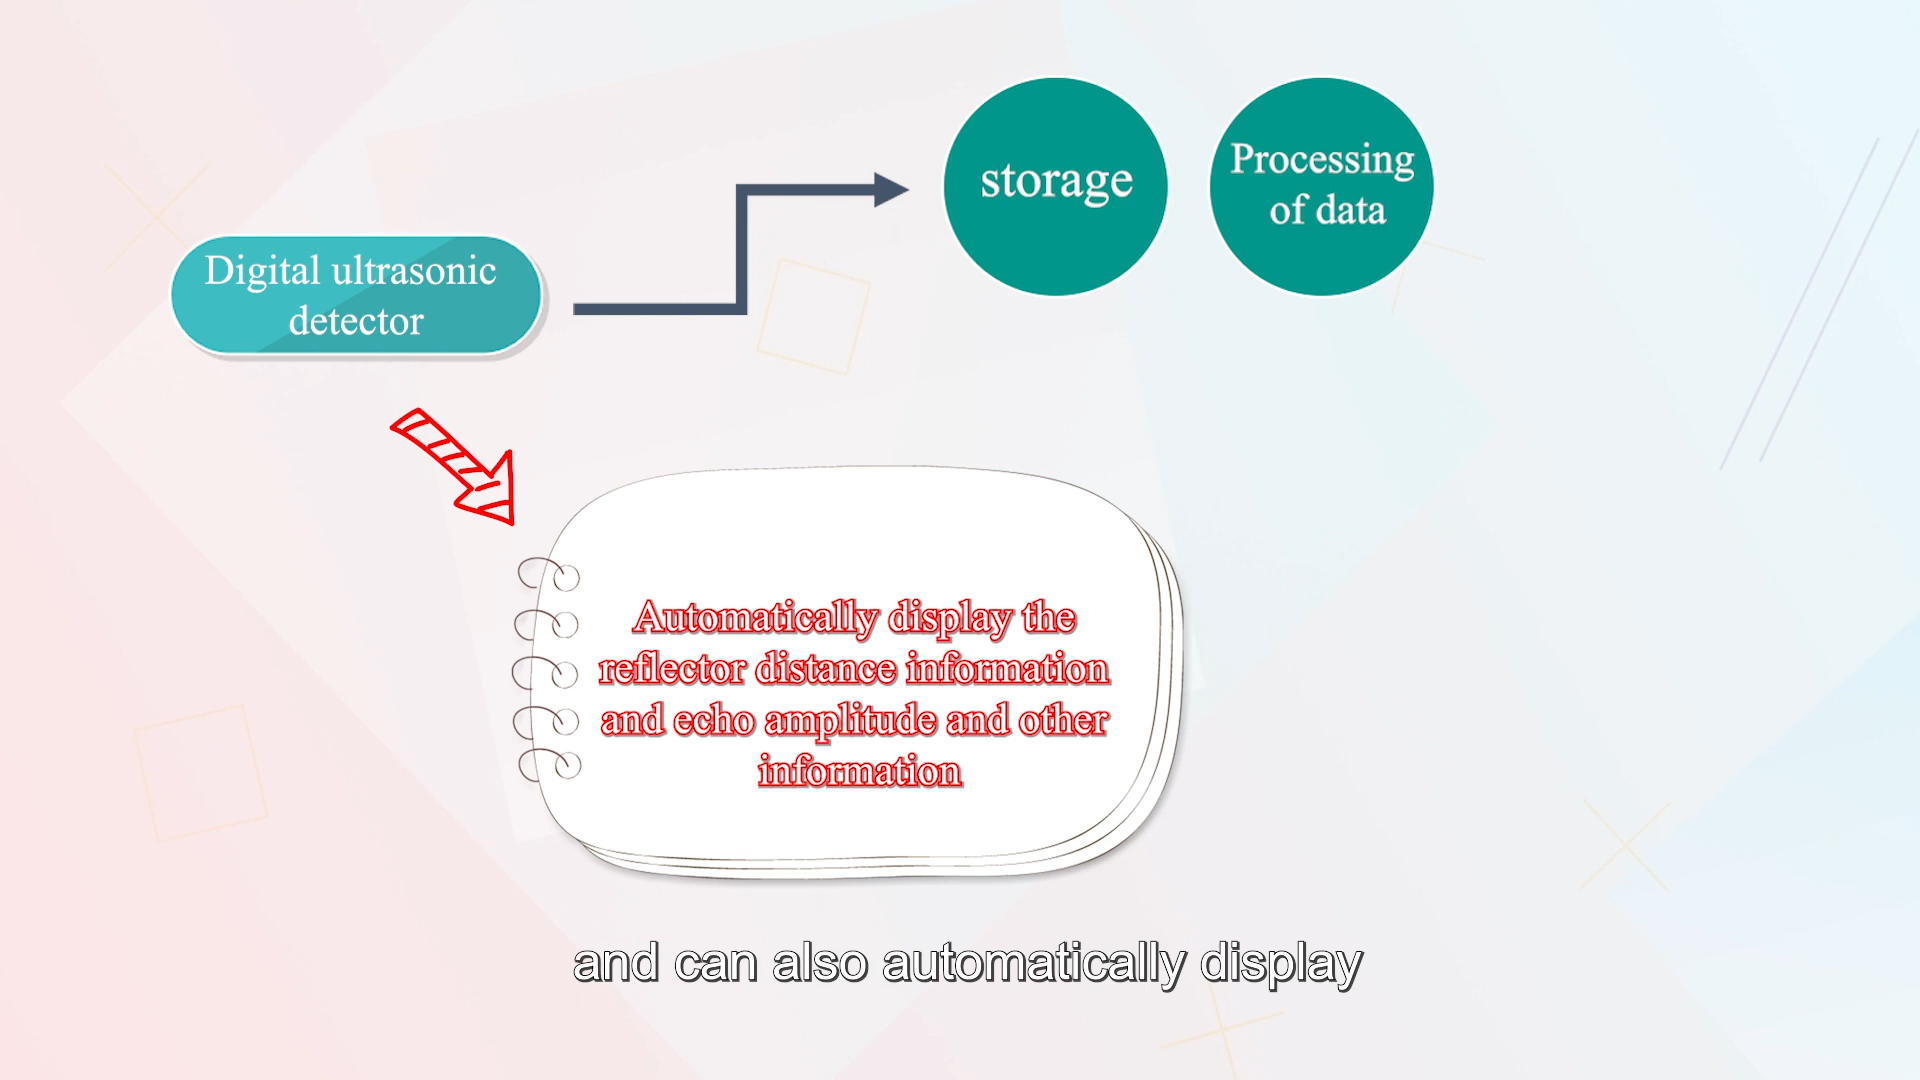 storage
Processing
of data
Digital ultrasonic
detector
Automatically display the
reflector distance information
and echo amplitude and other
information
and can also automatically display